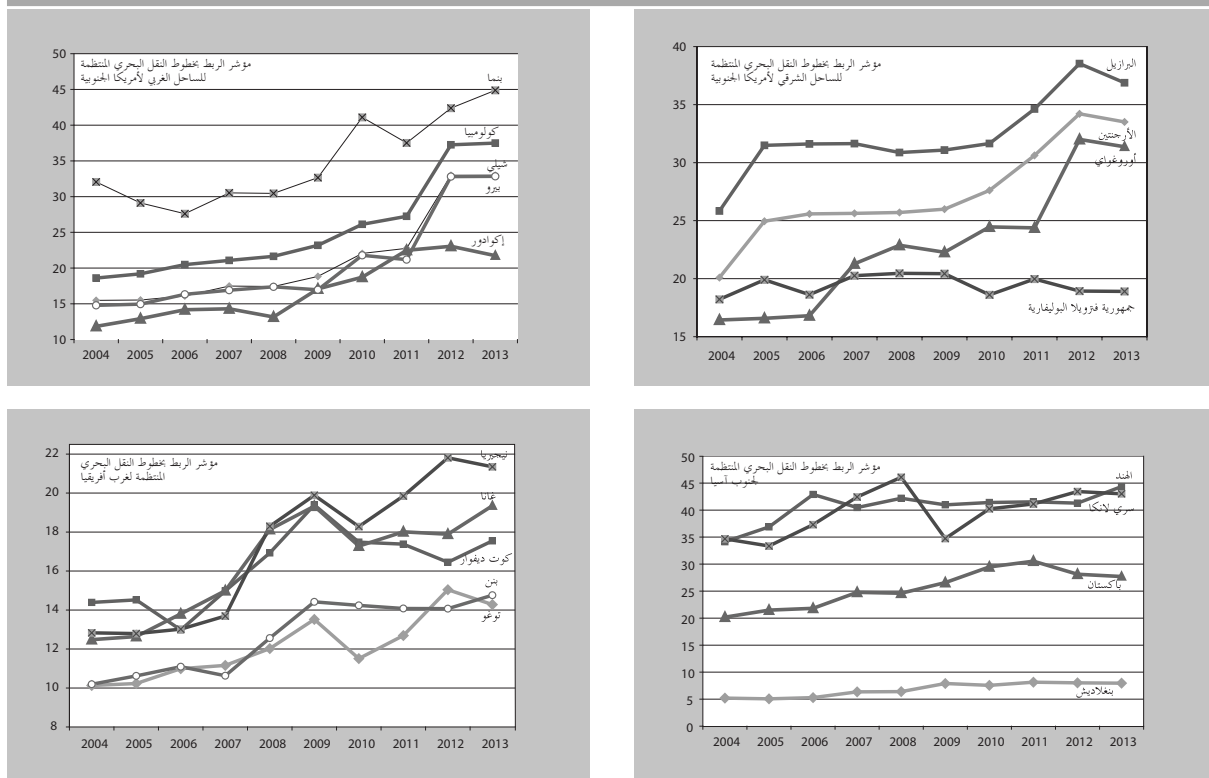 مؤشر الربط بخطوط النقل البحري المنتظمة
للساحل الغربي لأمريكا الجنوبية
50
45
40
35
30
25
20
15
10
بنما
كولومبيا
شيلي
بيرو
إكوادور
2004 2005 2006 2007 2008 2009 2010 2011 2012 2013
مؤشر الربط بخطوط النقل البحري المنتظمة
للساحل الشرقي لأمريكا الجنوبية
40
35
30
25
20
15
البرازيل
الأرجنتين
أوروغواي
جمهورية فنزويلا البوليفارية
2004 2005 2006 2007 2008 2009 2010 2011 2012 2013
مؤشر الربط بخطوط النقل البحري
المنتظمة لغرب أفريقيا
22
20
18
16
14
12
10
8
نيجيريا
غانا
كوت ديفوار
بنن
توغو
2004 2005 2006 2007 2008 2009 2010 2011 2012 2013
مؤشر الربط بخطوط النقل البحري المنتظمة
لجنوب آسيا
50
45
40
35
30
25
20
15
10
5
0
الهند
سري لانكا
باكستان
بنغلاديش
2004 2005 2006 2007 2008 2009 2010 2011 2012 2013